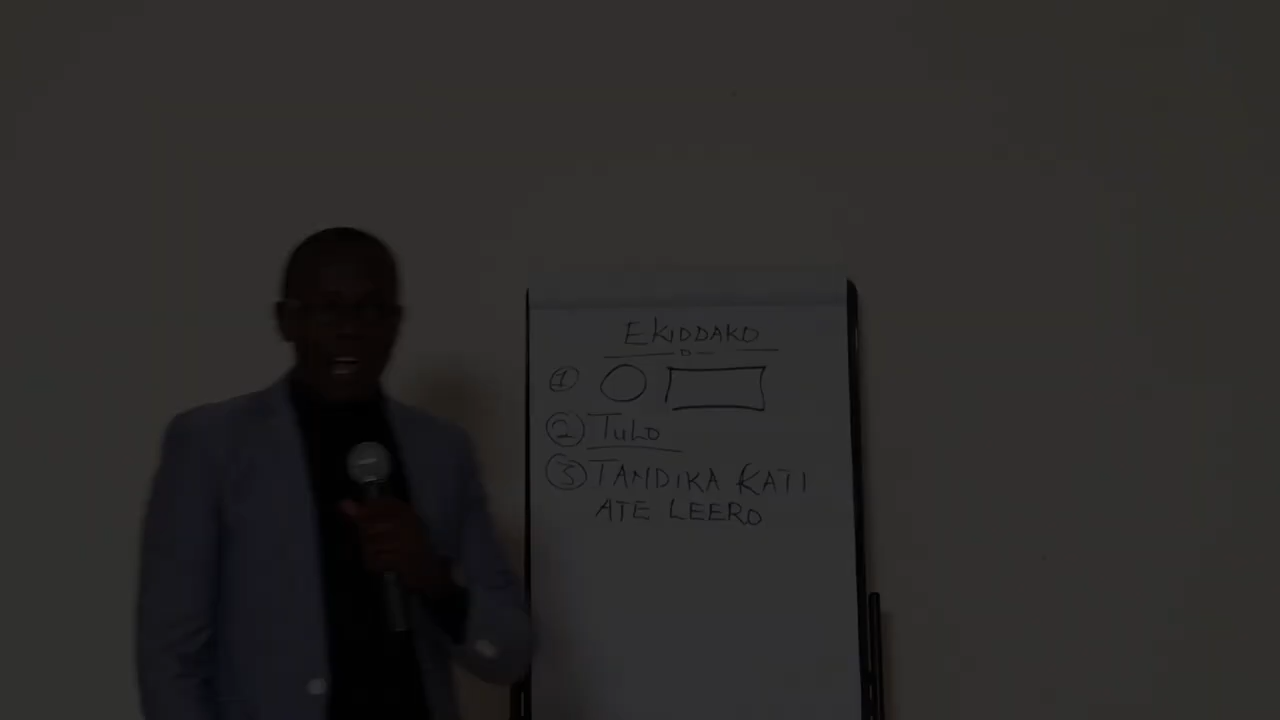 EKIDDAKO
1
2 TULO
3 TANDIKA KATI
ATE LEERO